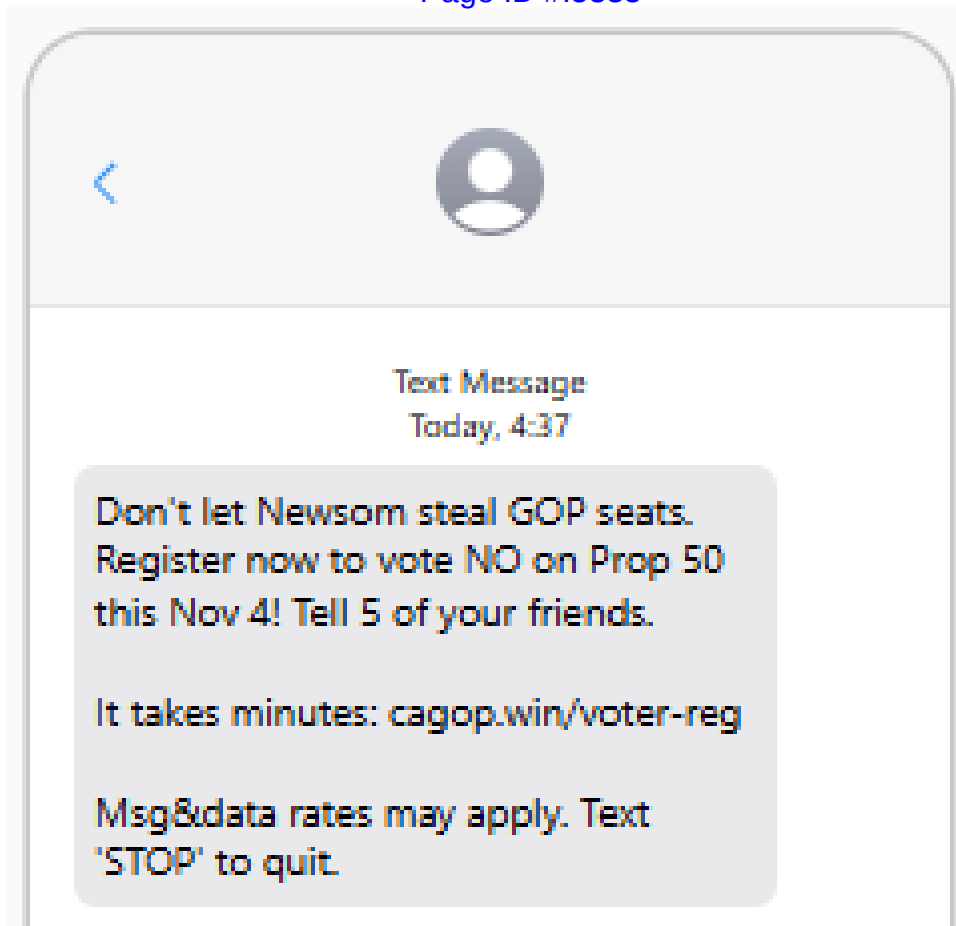 Text Message
Today, 4:37
Don't let Newsom steal GOP seats.
Register now to vote NO on Prop 50
this Nov 4! Tell 5 of your friends.
It takes minutes: cagop.win/voter-reg
Msg&data rates may apply. Text
'STOP' to quit.